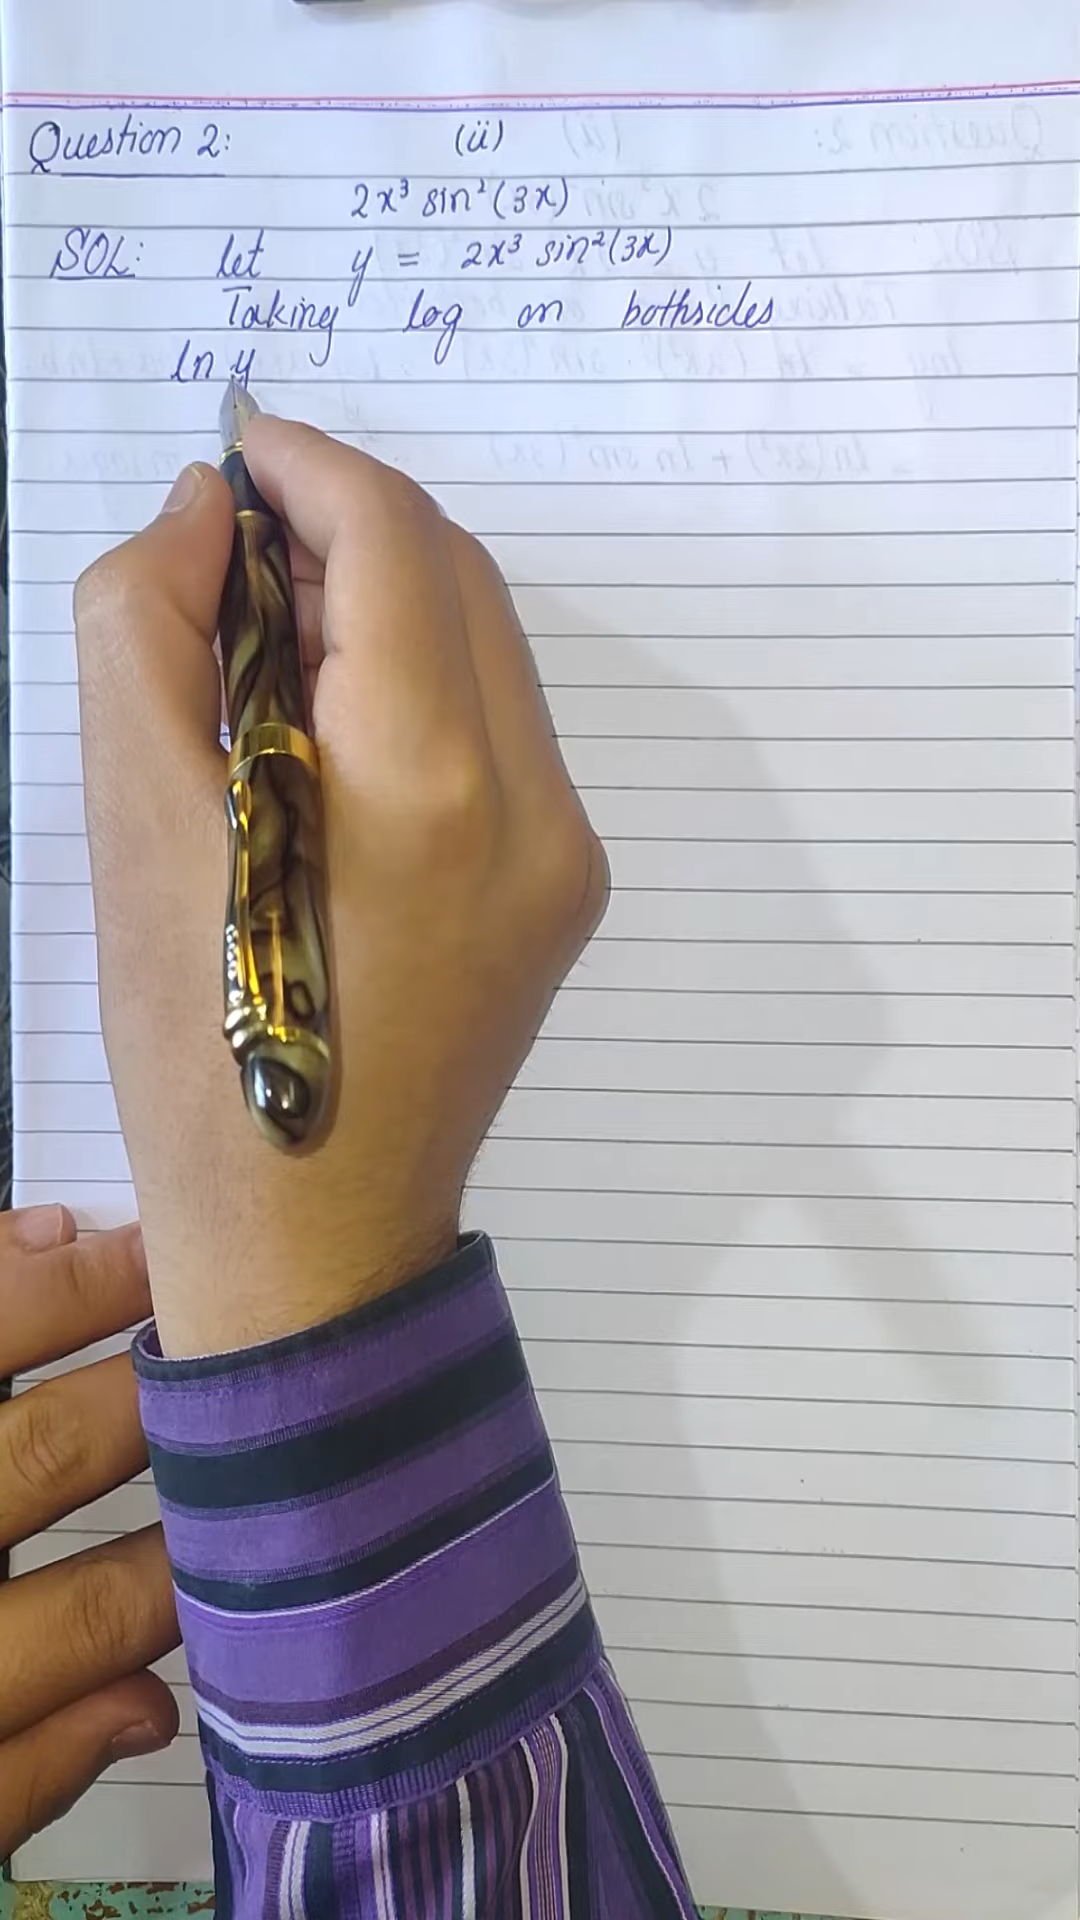 Question 2: (ii)
2x³ sin²(3x)
SOL: let y = 2x³ sin²(3x)
Taking log on bothsides
ln y